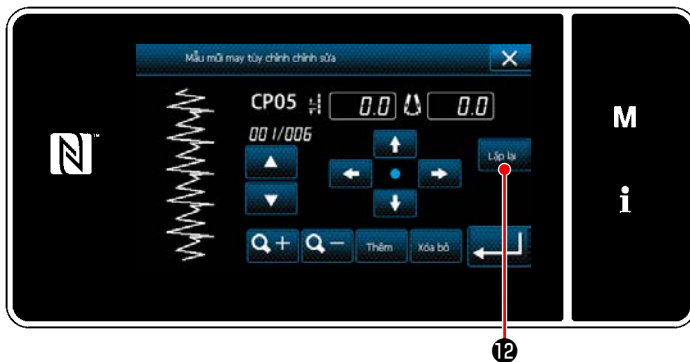 Mẫu mũi may tùy chỉnh chỉnh sửa
CP05 0.0 0.0
001/006
Lặp lại
Thêm Xóa bỏ
M
i
⓬